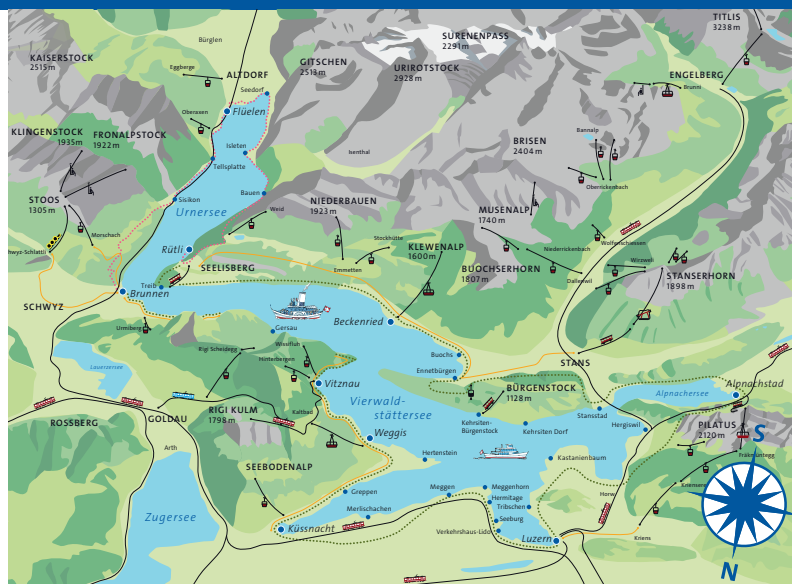 TITLIS
3238 m
SURENENPASS
2291 m
Bürglen
KAISERSTOCK
2515 m
GITSCHEN
2513 m
URIROTSTOCK
2928 m
ENGELBERG
Eggberge
ALTDORF
Seedorf
Brunni
Oberaxen
Flüelen
KLINGENSTOCK
1935 m
FRONALPSTOCK
1922 m
Bannalp
BRISEN
2404 m
Isleten
Isenthal
Tellsplatte
Oberrickenbach
STOOS
1305 m
Sisikon
Bauen
NIEDERBAUEN
1923 m
MUSENALP
1740 m
Urnersee
Weid
Morschach
Stockhütte
KLEWENALP
1600 m
Niederrickenbach
Wolfenschiessen
Rütli
Wirzweli
SEELISBERG
Emmetten
BUOCHSERHORN
1807 m
Dallenwil
STANSERHORN
1898 m
Treib
Brunnen
SCHWYZ
Beckenried
Urmiberg
Gersau
Wissiflun
Rigi Scheidegg
Hinterbergen
Buochs
STANS
Lauerzersee
Ennetbürgen
Vitznau
BÜRGENSTOCK
1128 m
Alpnachersee
Alpnachstad
Vierwald-
stättersee
RIGI KULM
1798 m
Kaltbad
Kehrsiten-
Bürgenstock
Stansstad
ROSSBERG
GOLDAU
Kehrsiten Dorf
Hergiswil
PILATUS
2120 m
S
Weggis
Arth
Hertenstein
Kastanienbaum
Fräkmüntegg
SEEBODENALP
Meggen
Meggenhorn
Hermitage
Tribschen
Seeburg
Horw
Greppen
Merlischachen
Zugersee
Küssnacht
Verkehrshaus-Lido
Luzern
Kriens
N